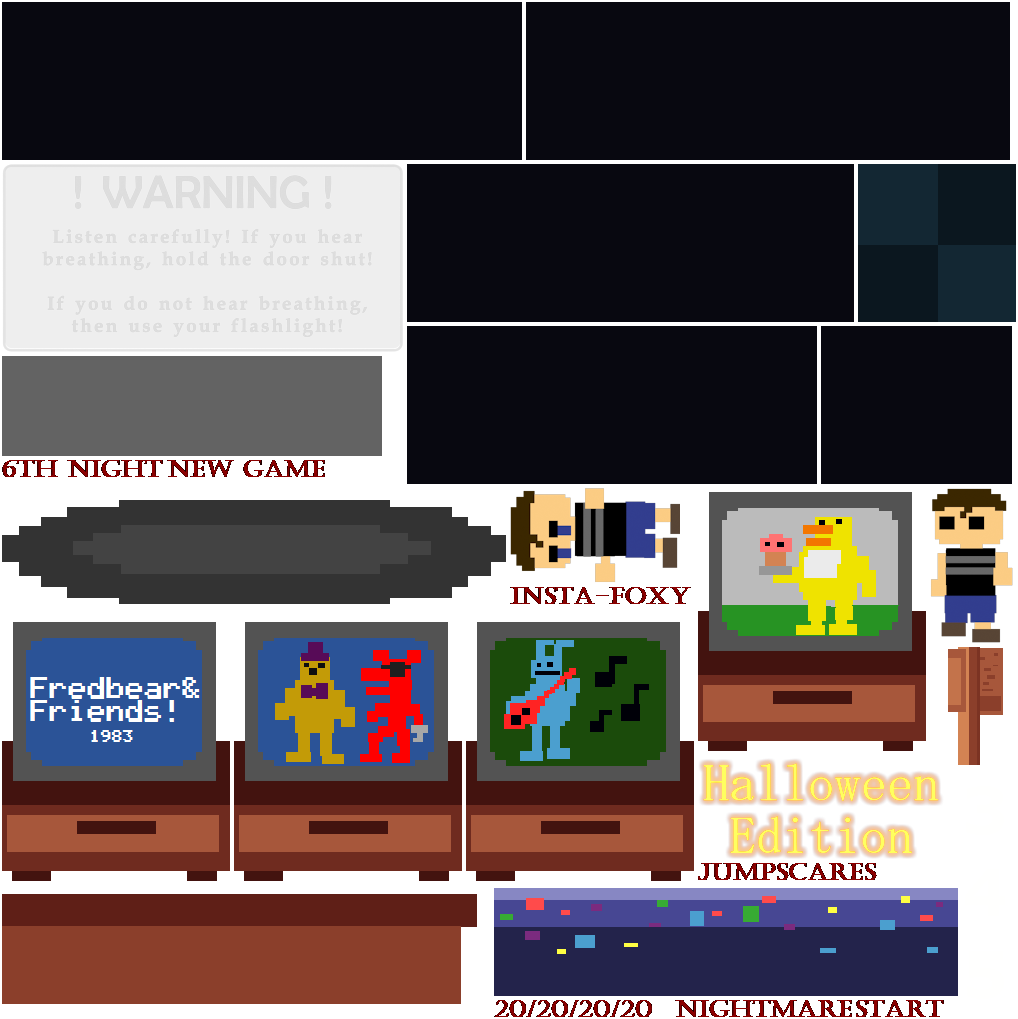 ! WARNING !
Listen carefully! If you hear
breathing, hold the door shut!
If you do not hear breathing,
then use your flashlight!
6TH NIGHT NEW GAME
INSTA-FOXY
Fredbear&
Friends!
1983
Halloween
Edition
JUMPSCARES
20/20/20/20 NIGHTMARESTART